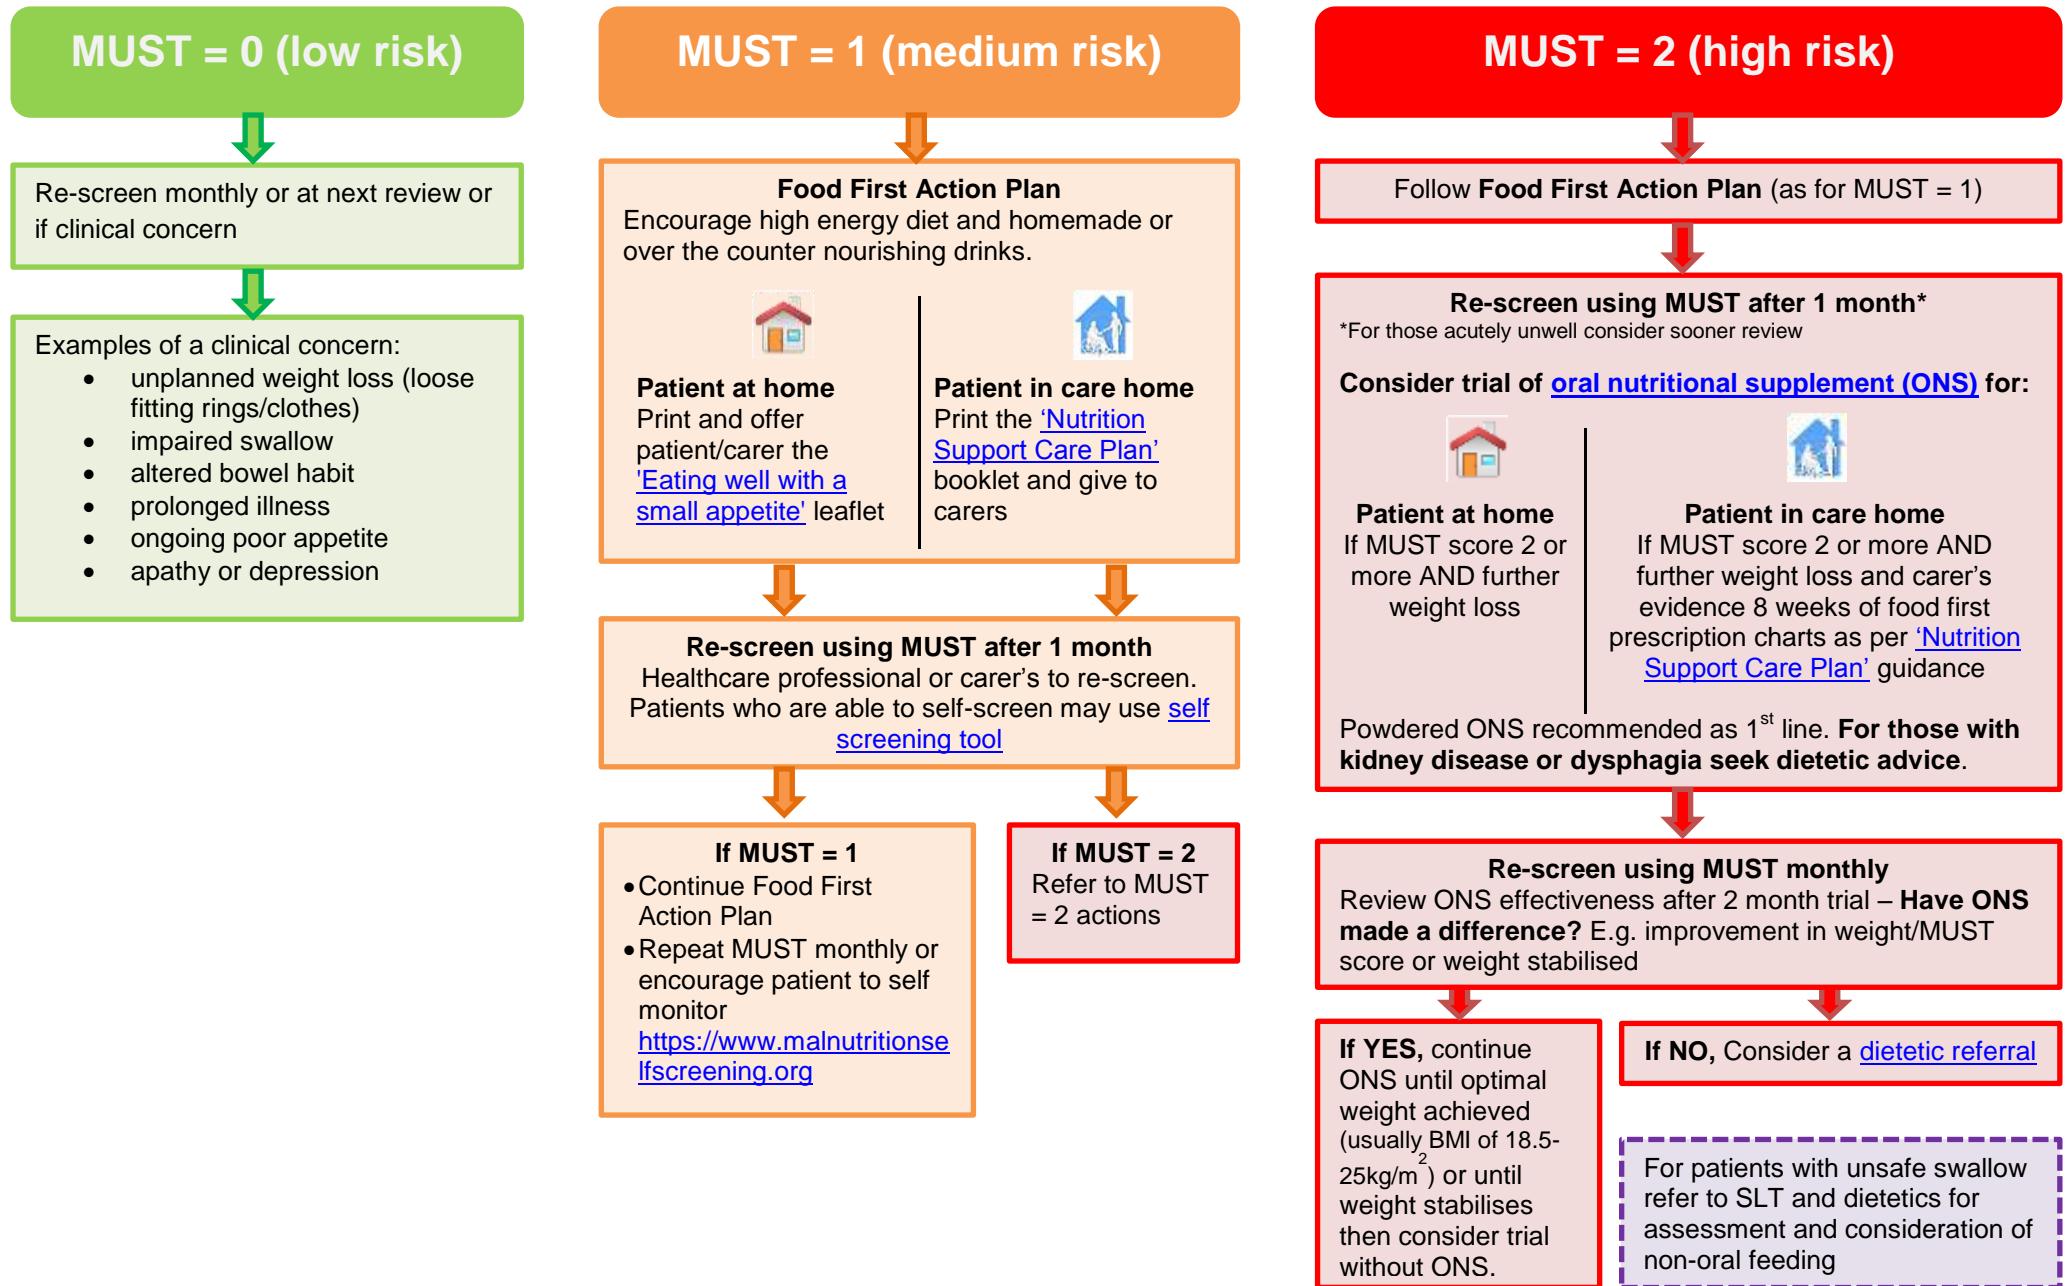 MUST = 0 (low risk)
Re-screen monthly or at next review or
if clinical concern
Examples of a clinical concern:
• unplanned weight loss (loose
fitting rings/clothes)
• impaired swallow
• altered bowel habit
• prolonged illness
• ongoing poor appetite
• apathy or depression
MUST = 1 (medium risk)
Food First Action Plan
Encourage high energy diet and homemade or
over the counter nourishing drinks.
Patient at home
Print and offer
patient/carer the
'Eating well with a
small appetite' leaflet
Patient in care home
Print the ‘Nutrition
Support Care Plan’
booklet and give to
carers
Re-screen using MUST after 1 month
Healthcare professional or carer’s to re-screen.
Patients who are able to self-screen may use self
screening tool
If MUST = 1
• Continue Food First
Action Plan
• Repeat MUST monthly or
encourage patient to self
monitor
https://www.malnutritionse
lfscreening.org
If MUST = 2
Refer to MUST
= 2 actions
MUST = 2 (high risk)
Follow Food First Action Plan (as for MUST = 1)
Re-screen using MUST after 1 month*
*For those acutely unwell consider sooner review
Consider trial of oral nutritional supplement (ONS) for:
Patient at home
If MUST score 2 or
more AND further
weight loss
Patient in care home
If MUST score 2 or more AND
further weight loss and carer’s
evidence 8 weeks of food first
prescription charts as per ‘Nutrition
Support Care Plan’ guidance
Powdered ONS recommended as 1st line. For those with
kidney disease or dysphagia seek dietetic advice.
Re-screen using MUST monthly
Review ONS effectiveness after 2 month trial – Have ONS
made a difference? E.g. improvement in weight/MUST
score or weight stabilised
If YES, continue
ONS until optimal
weight achieved
(usually BMI of 18.5-
25kg/m2) or until
weight stabilises
then consider trial
without ONS.
If NO, Consider a dietetic referral
For patients with unsafe swallow
refer to SLT and dietetics for
assessment and consideration of
non-oral feeding